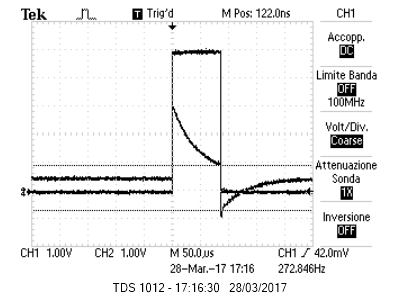 Tek T Trig'd M Pos: 122.0ns CH1
Accopp.
DC
Limite Banda
OFF
100MHz
Volt/Div.
Coarse
Attenuazione
Sonda
1X
Inversione
OFF
CH1 1.00V CH2 1.00V M 50.0µs CH1 42.0mV
28-Mar.-17 17:16 272.846Hz
TDS 1012 - 17:16:30 28/03/2017